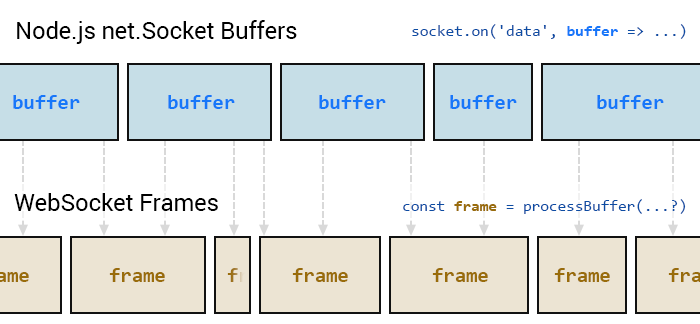 Node.js net.Socket Buffers
socket.on('data', buffer => ...)
buffer buffer buffer buffer buffer
WebSocket Frames
const frame = processBuffer(...?)
ame frame f frame frame frame fra